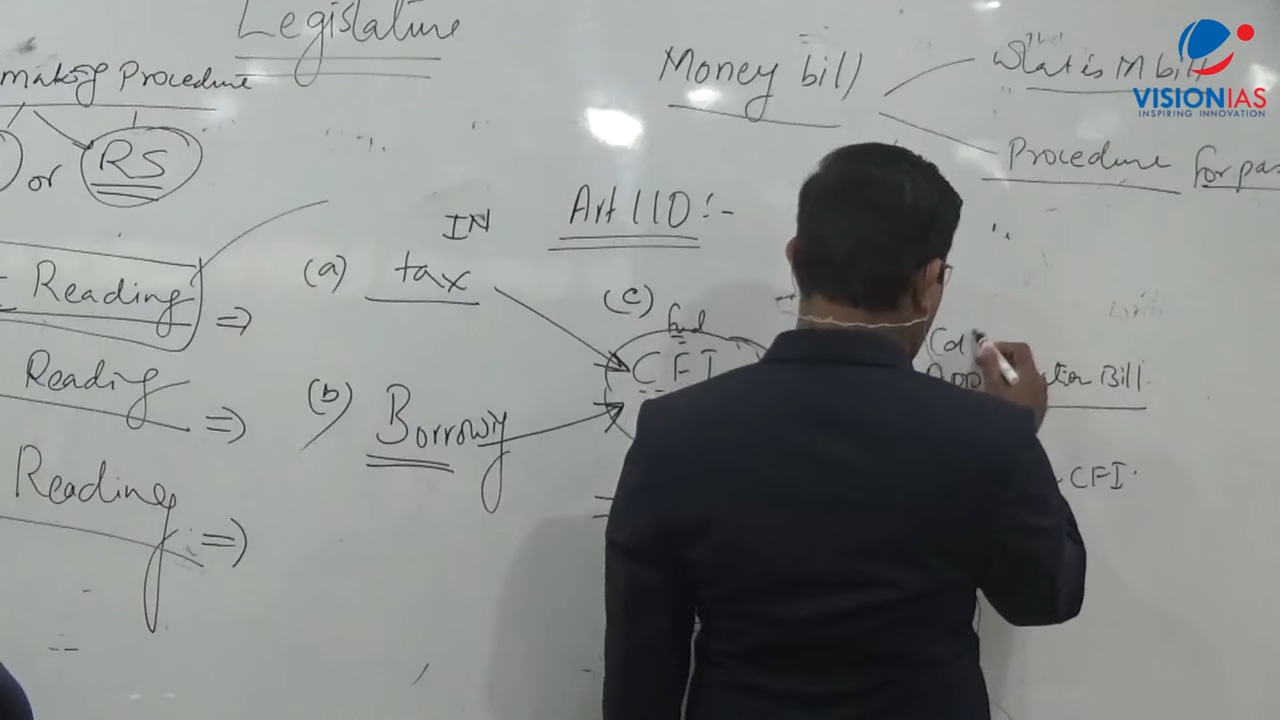 Legislature
making Procedure
or RS
Reading ⇒
Reading ⇒
Reading ⇒
Money bill
What is M bill
Procedure for pas
Art 110:-
IN
(a) tax
(b) Borrowy
(c)
fund
CFI
(d
Bill.
CFI.
VISIONIAS
INSPIRING INNOVATION